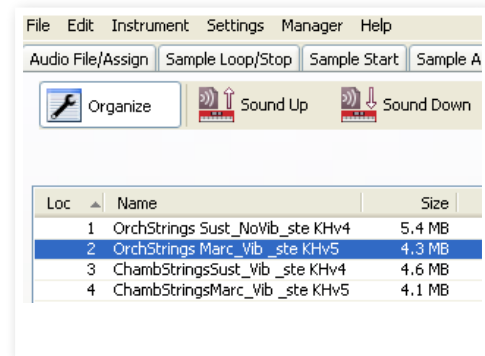 File Edit Instrument Settings Manager Help
Audio File/Assign Sample Loop/Stop Sample Start Sample A
Organize Sound Up Sound Down
Loc Name Size
1 OrchStrings Sust_NoVib_ste KHv4 5.4 MB
2 OrchStrings Marc_Vib _ste KHv5 4.3 MB
3 ChambStringsSust_Vib _ste KHv4 4.6 MB
4 ChambStringsMarc_Vib _ste KHv5 4.1 MB